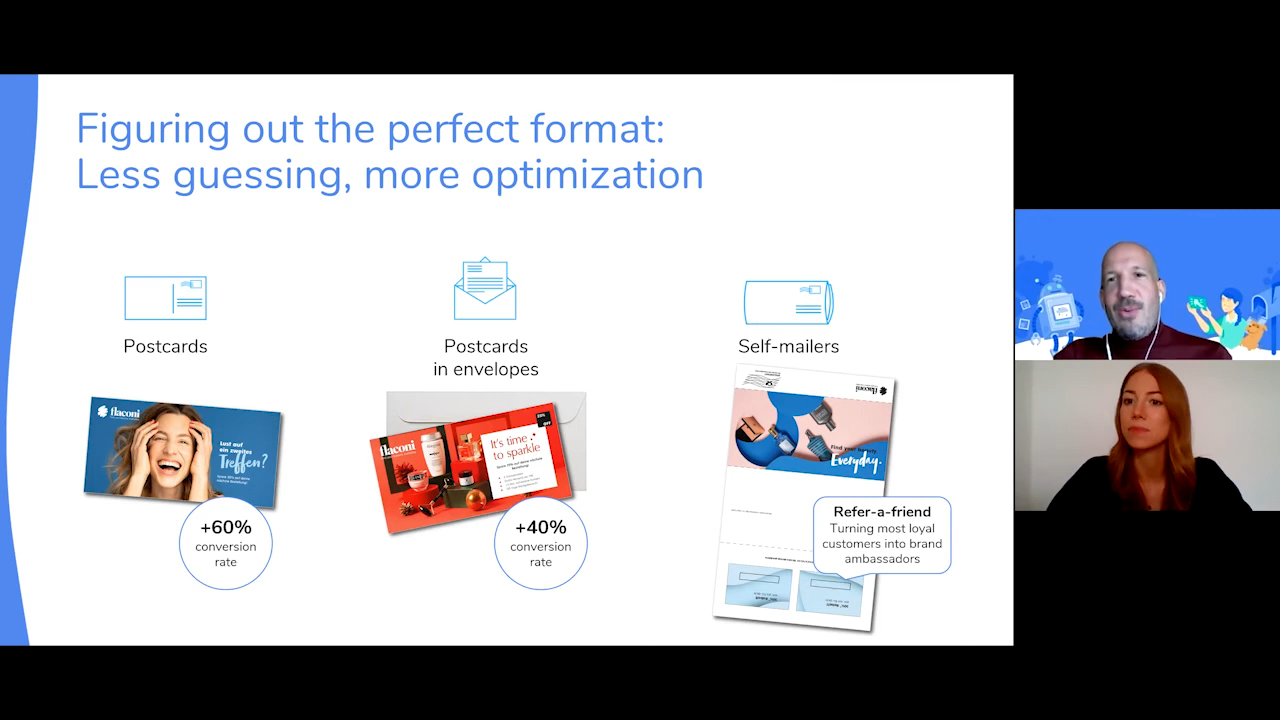 Figuring out the perfect format:
Less guessing, more optimization
Postcards
Postcards
in envelopes
Self-mailers
flaconi
Lust auf
ein zweites
Treffen?
+60%
conversion
rate
flaconi
It's time
to sparkle
+40%
conversion
rate
flaconi
find your beauty
Everyday.
Refer-a-friend
Turning most loyal
customers into brand
ambassadors